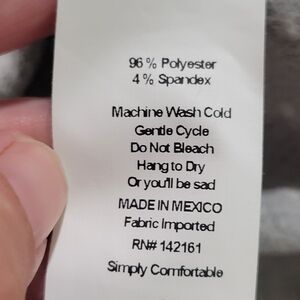 96 % Polyester
4 % Spandex
Machine Wash Cold
Gentle Cycle
Do Not Bleach
Hang to Dry
Or you'll be sad
MADE IN MEXICO
Fabric Imported
RN# 142161
Simply Comfortable